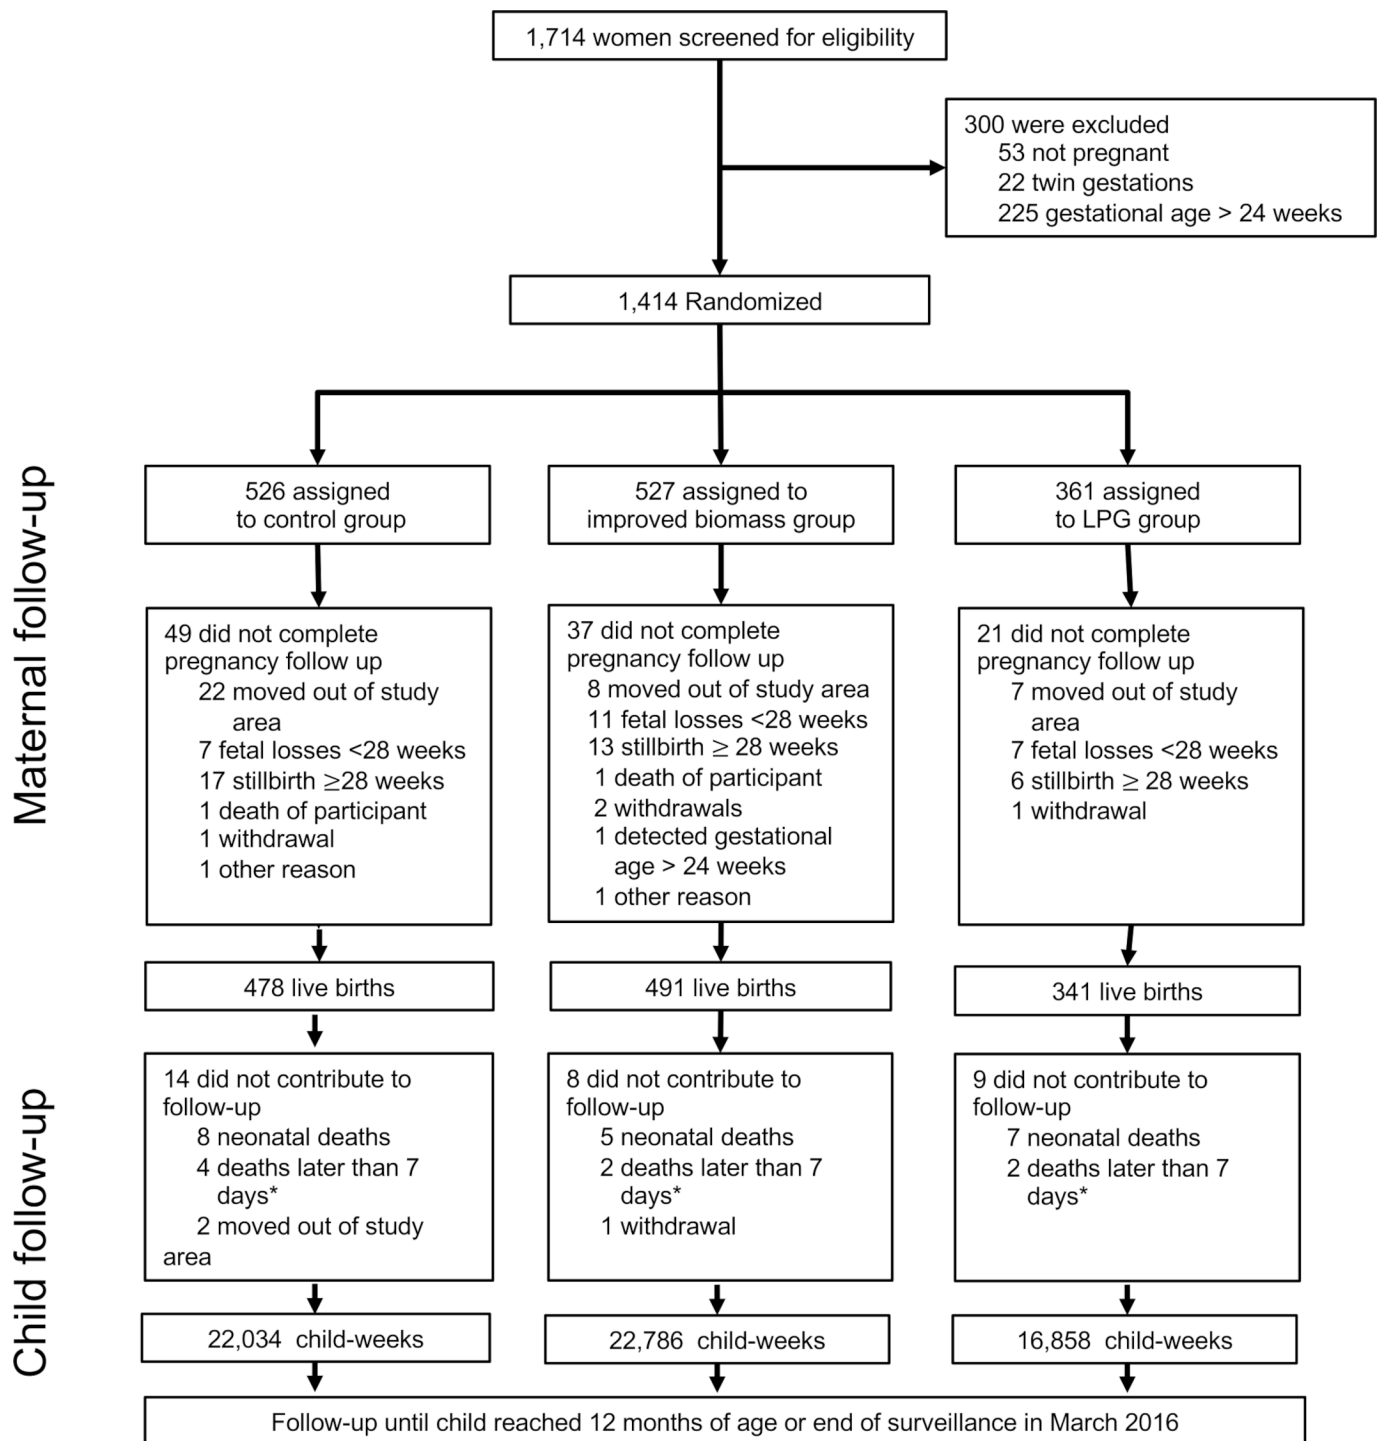 1,714 women screened for eligibility
300 were excluded
53 not pregnant
22 twin gestations
225 gestational age > 24 weeks
1,414 Randomized
Maternal follow-up
526 assigned
to control group
527 assigned to
improved biomass group
361 assigned
to LPG group
49 did not complete
pregnancy follow up
22 moved out of study
area
7 fetal losses <28 weeks
17 stillbirth ≥28 weeks
1 death of participant
1 withdrawal
1 other reason
37 did not complete
pregnancy follow up
8 moved out of study area
11 fetal losses <28 weeks
13 stillbirth ≥ 28 weeks
1 death of participant
2 withdrawals
1 detected gestational
age > 24 weeks
1 other reason
21 did not complete
pregnancy follow up
7 moved out of study
area
7 fetal losses <28 weeks
6 stillbirth ≥ 28 weeks
1 withdrawal
478 live births
491 live births
341 live births
Child follow-up
14 did not contribute to
follow-up
8 neonatal deaths
4 deaths later than 7
days*
2 moved out of study
area
8 did not contribute to
follow-up
5 neonatal deaths
2 deaths later than 7
days*
1 withdrawal
9 did not contribute to
follow-up
7 neonatal deaths
2 deaths later than 7
days*
22,034 child-weeks
22,786 child-weeks
16,858 child-weeks
Follow-up until child reached 12 months of age or end of surveillance in March 2016